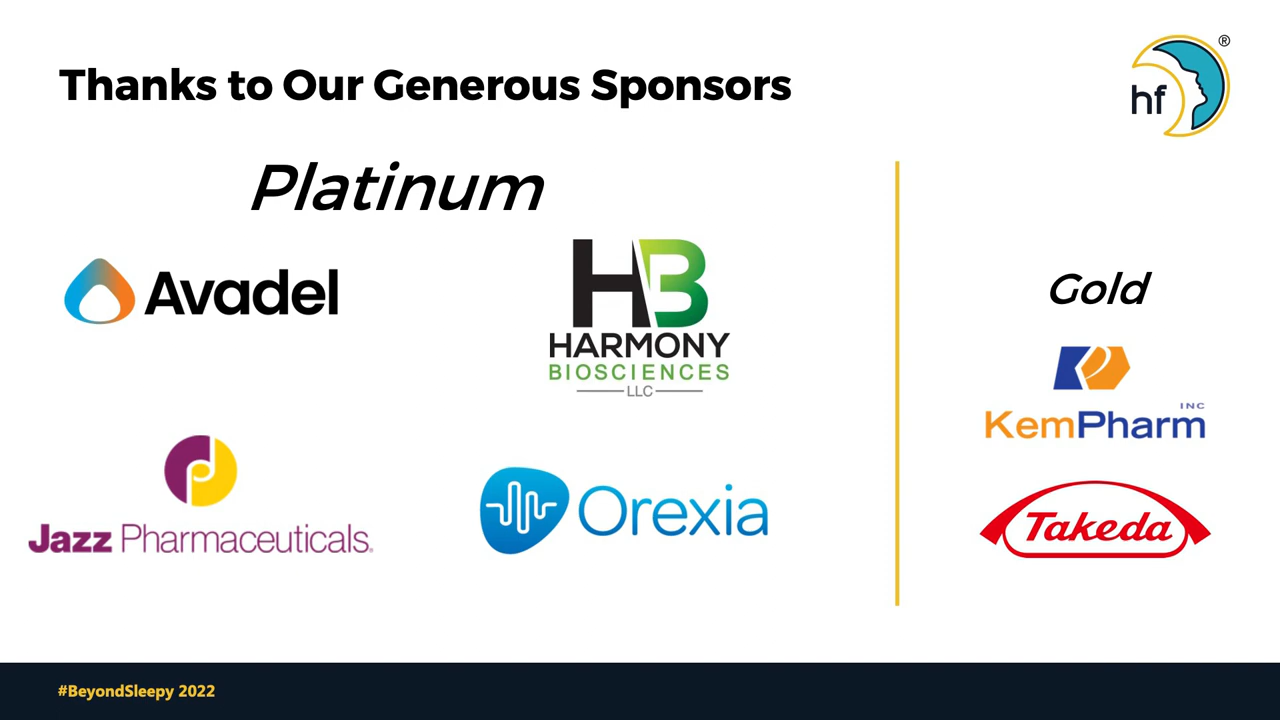 Thanks to Our Generous Sponsors
hf®
Platinum
Avadel
HB
HARMONY
BIOSCIENCES
LLC
Jazz Pharmaceuticals®
Orexia
Gold
INC
KemPharm
Takeda
#BeyondSleepy 2022